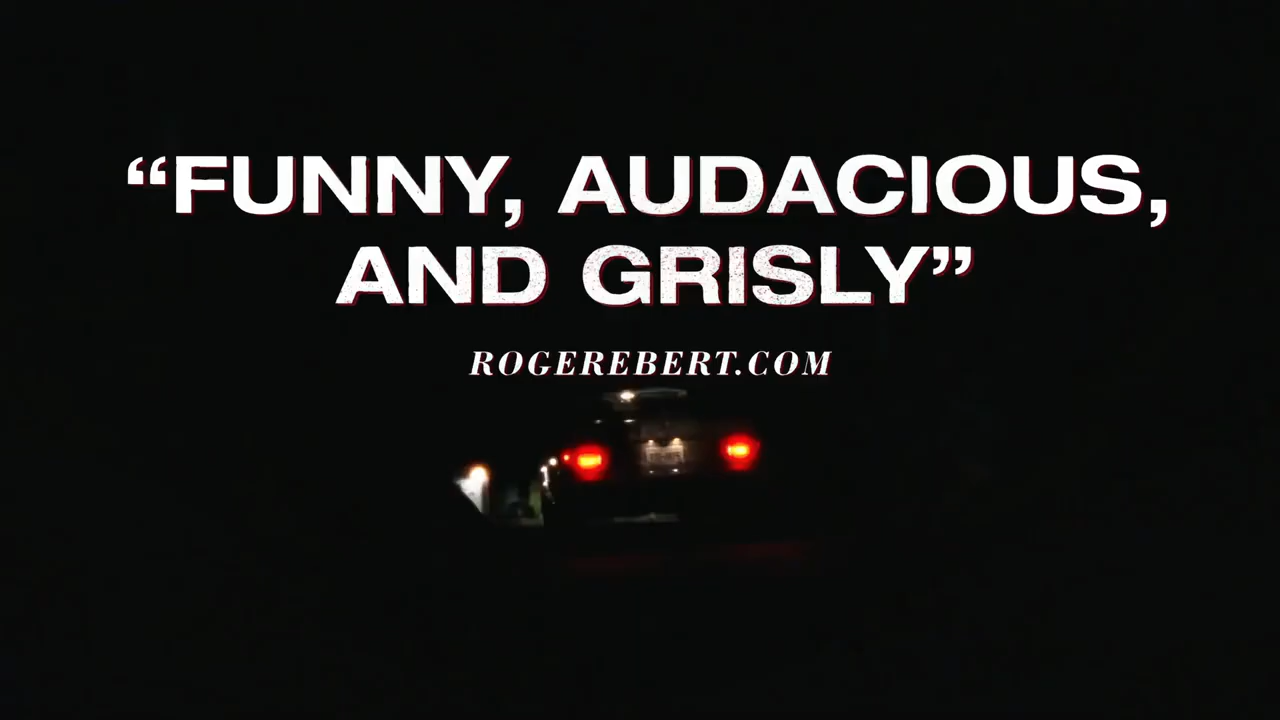 “FUNNY, AUDACIOUS,
AND GRISLY”
ROGEREBERT.COM